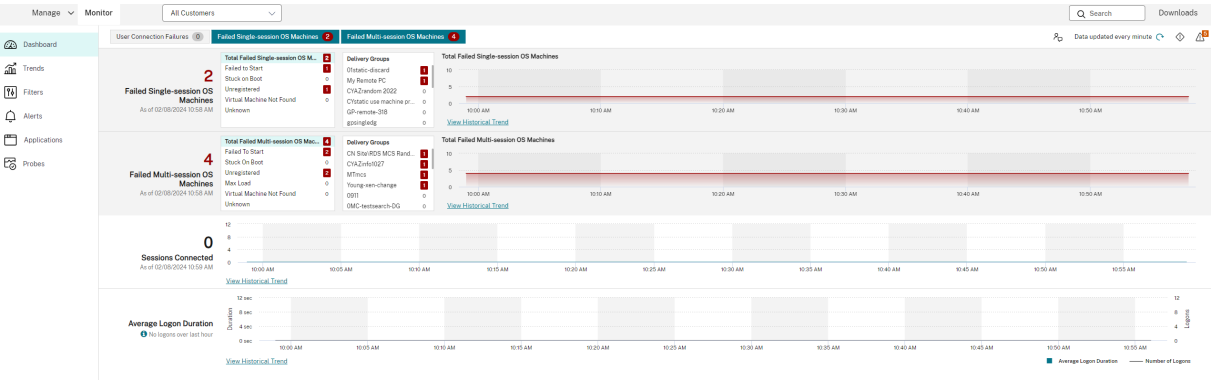 Manage Monitor All Customers Search Downloads
User Connection Failures 0 Failed Single-session OS Machines 2 Failed Multi-session OS Machines 4 Data updated every minute 5
Dashboard
Trends
Filters
Alerts
Applications
Probes
2
Failed Single-session OS
Machines
As of 02/08/2024 10:58 AM
Total Failed Single-session OS M... 2
Failed to Start 1
Stuck on Boot 0
Unregistered 1
Virtual Machine Not Found 0
Unknown
Delivery Groups
01static-discard 1
My Remote PC 1
CYAZrandom 2022 0
CYstatic use machine pr... 0
GP-remote-318 0
gpsingledg 0
Total Failed Single-session OS Machines
10
5
0
10:00 AM 10:10 AM 10:20 AM 10:30 AM 10:40 AM 10:50 AM
View Historical Trend
4
Failed Multi-session OS
Machines
As of 02/08/2024 10:58 AM
Total Failed Multi-session OS Mac... 4
Failed To Start 2
Stuck On Boot 0
Unregistered 2
Max Load 0
Virtual Machine Not Found 0
Unknown
Delivery Groups
CN Site\RDS MCS Rand... 1
CYAZinfo1027 1
MTmcs 1
Young-xen-change 1
0911 0
0MC-testsearch-DG 0
Total Failed Multi-session OS Machines
10
5
0
10:00 AM 10:10 AM 10:20 AM 10:30 AM 10:40 AM 10:50 AM
View Historical Trend
0
Sessions Connected
As of 02/08/2024 10:59 AM
12
8
4
0
10:00 AM 10:05 AM 10:10 AM 10:15 AM 10:20 AM 10:25 AM 10:30 AM 10:35 AM 10:40 AM 10:45 AM 10:50 AM 10:55 AM
View Historical Trend
Average Logon Duration
No logons over last hour
Duration
12 sec
8 sec
4 sec
0 sec
12
8
4
0
Logons
10:00 AM 10:05 AM 10:10 AM 10:15 AM 10:20 AM 10:25 AM 10:30 AM 10:35 AM 10:40 AM 10:45 AM 10:50 AM 10:55 AM
View Historical Trend
Average Logon Duration Number of Logons